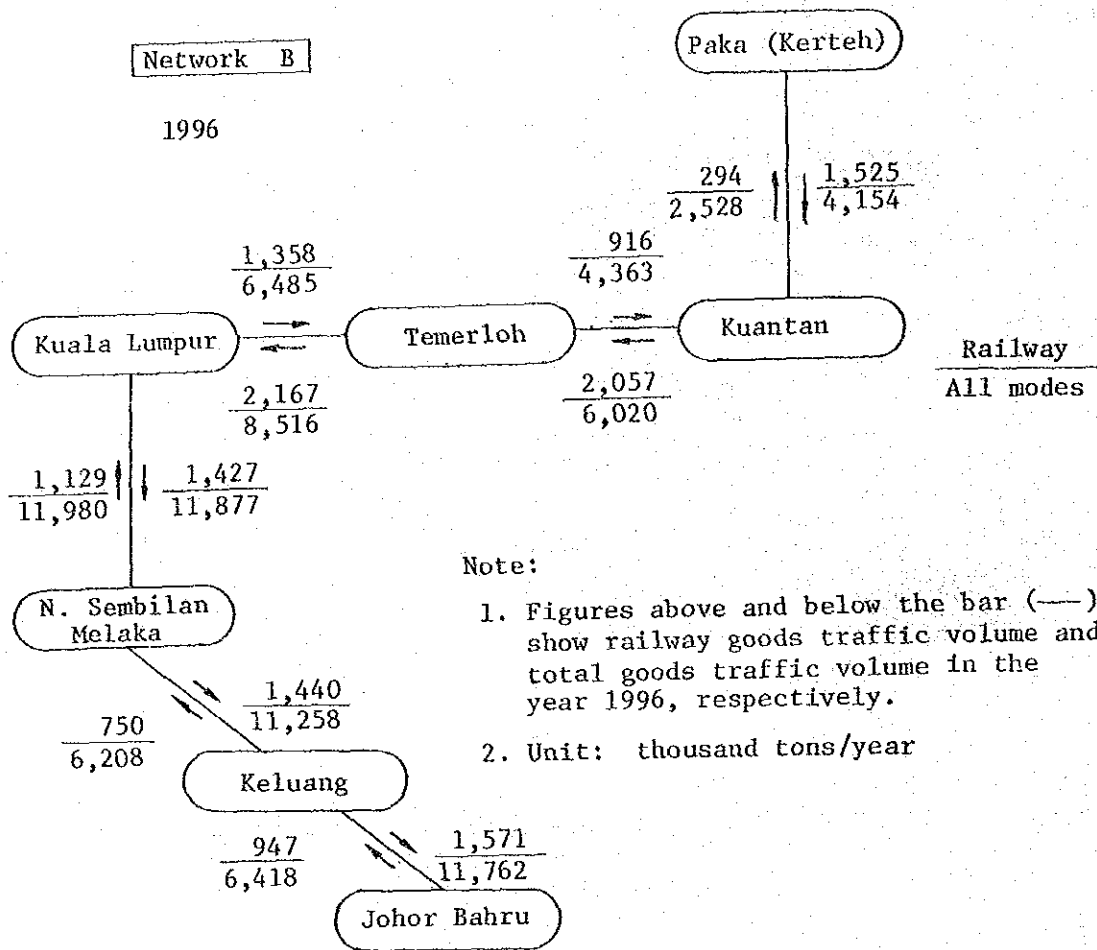 Network B
1996
Paka (Kerteh)
294
2,528
1,525
4,154
1,358
6,485
916
4,363
Kuala Lumpur
Temerloh
Kuantan
2,167
8,516
2,057
6,020
Railway
All modes
1,129
11,980
1,427
11,877
N. Sembilan
Melaka
Note:
1. Figures above and below the bar (—)
show railway goods traffic volume and
total goods traffic volume in the
year 1996, respectively.
2. Unit: thousand tons/year
1,440
11,258
750
6,208
Keluang
947
6,418
1,571
11,762
Johor Bahru